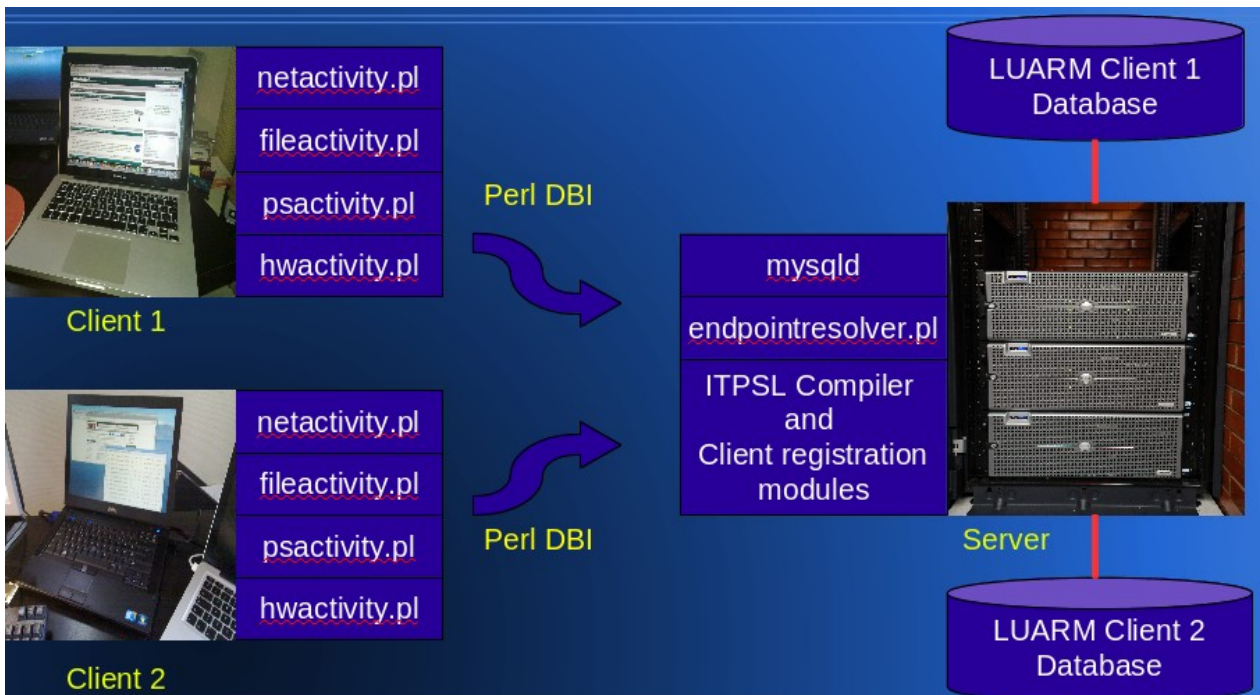 netactivity.pl
fileactivity.pl
psactivity.pl
hwactivity.pl
Client 1
Perl DBI
netactivity.pl
fileactivity.pl
psactivity.pl
hwactivity.pl
Client 2
Perl DBI
mysqld
endpointresolver.pl
ITPSL Compiler
and
Client registration
modules
LUARM Client 1
Database
Server
LUARM Client 2
Database